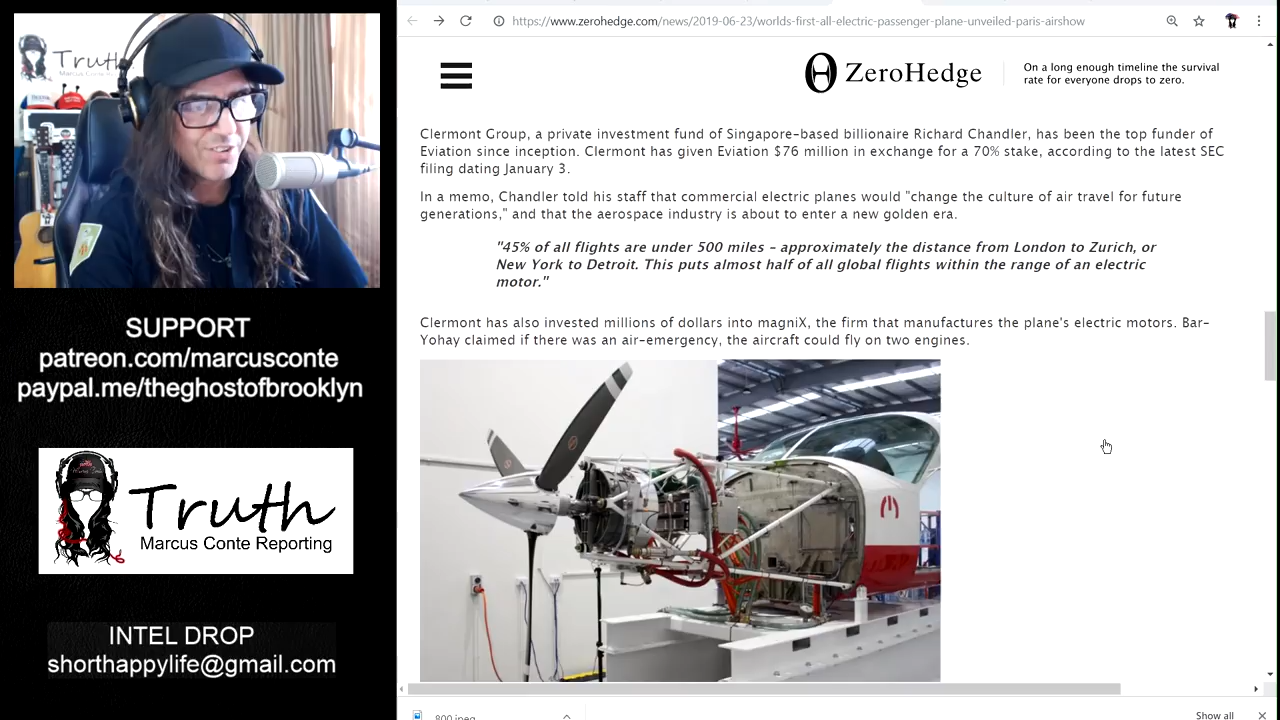 https://www.zerohedge.com/news/2019-06-23/worlds-first-all-electric-passenger-plane-unveiled-paris-airshow
ZeroHedge
On a long enough timeline the survival
rate for everyone drops to zero.
Truth
Marcus Conte Reporting
Clermont Group, a private investment fund of Singapore-based billionaire Richard Chandler, has been the top funder of
Eviation since inception. Clermont has given Eviation $76 million in exchange for a 70% stake, according to the latest SEC
filing dating January 3.
In a memo, Chandler told his staff that commercial electric planes would "change the culture of air travel for future
generations," and that the aerospace industry is about to enter a new golden era.
"45% of all flights are under 500 miles – approximately the distance from London to Zurich, or
New York to Detroit. This puts almost half of all global flights within the range of an electric
motor."
Clermont has also invested millions of dollars into magniX, the firm that manufactures the plane's electric motors. Bar-
Yohay claimed if there was an air-emergency, the aircraft could fly on two engines.
SUPPORT
patreon.com/marcusconte
paypal.me/theghostofbrooklyn
Truth
Marcus Conte Reporting
INTEL DROP
shorthappylife@gmail.com
800.jpeg
Show all